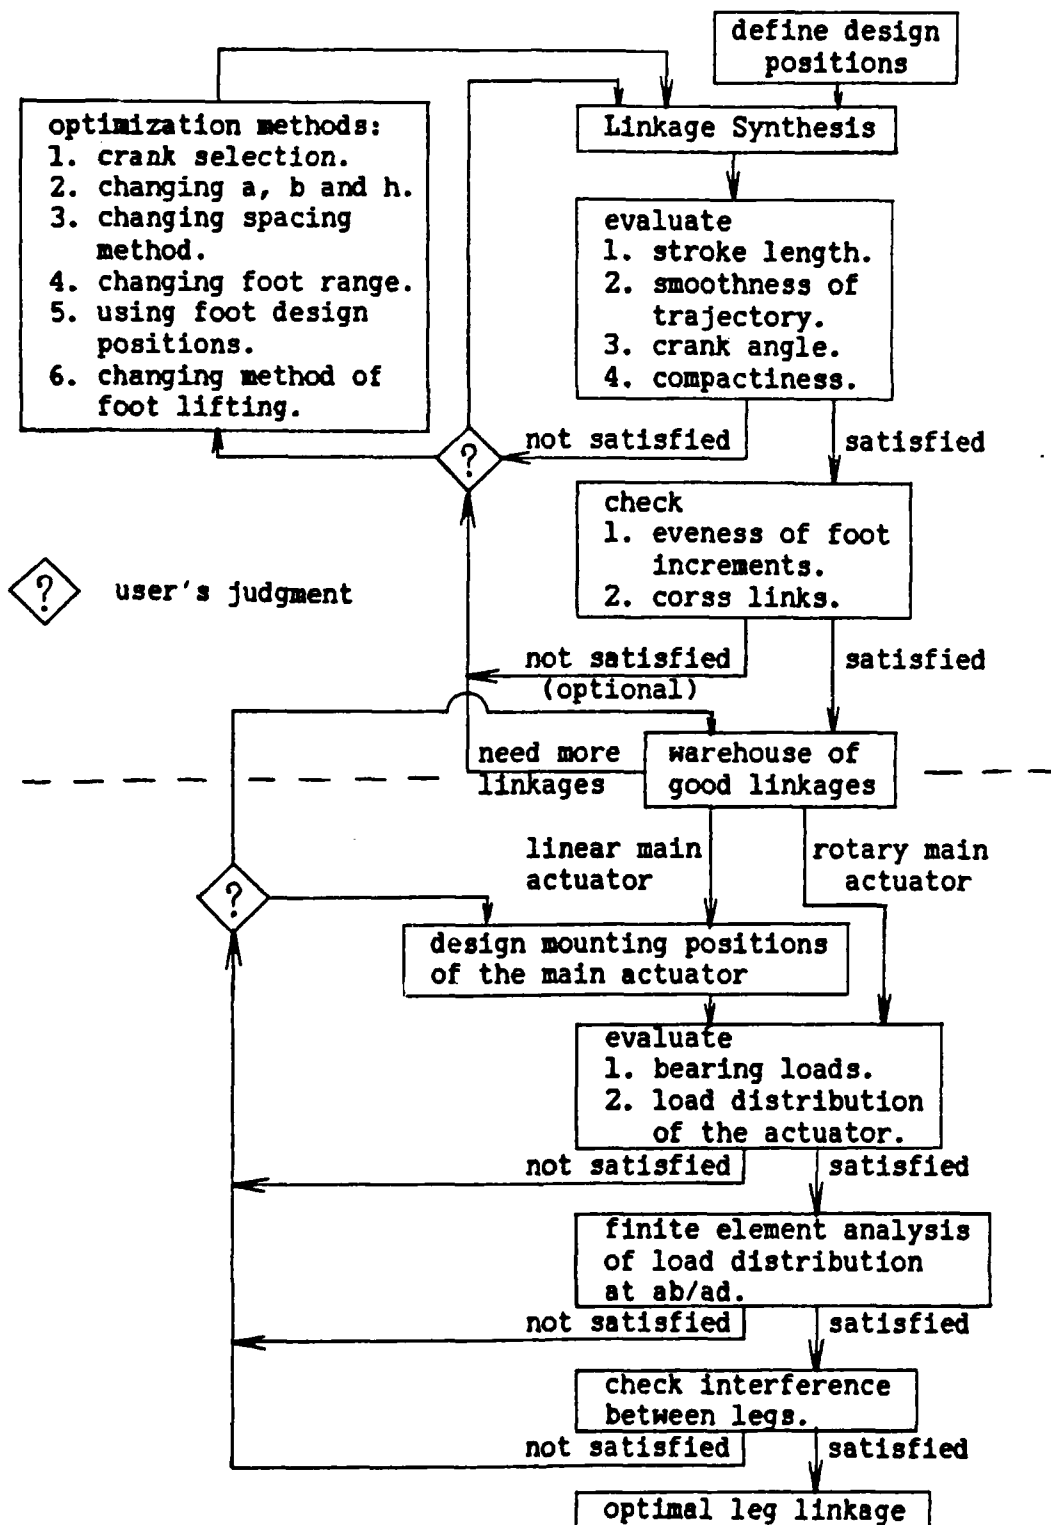 define design
positions
Linkage Synthesis
optimization methods:
1. crank selection.
2. changing a, b and h.
3. changing spacing
method.
4. changing foot range.
5. using foot design
positions.
6. changing method of
foot lifting.
evaluate
1. stroke length.
2. smoothness of
trajectory.
3. crank angle.
4. compactiness.
?
not satisfied
satisfied
check
1. eveness of foot
increments.
2. corss links.
?
user's judgment
not satisfied
(optional)
satisfied
need more
linkages
warehouse of
good linkages
linear main
actuator
rotary main
actuator
?
design mounting positions
of the main actuator
evaluate
1. bearing loads.
2. load distribution
of the actuator.
not satisfied
satisfied
finite element analysis
of load distribution
at ab/ad.
not satisfied
satisfied
check interference
between legs.
not satisfied
satisfied
optimal leg linkage